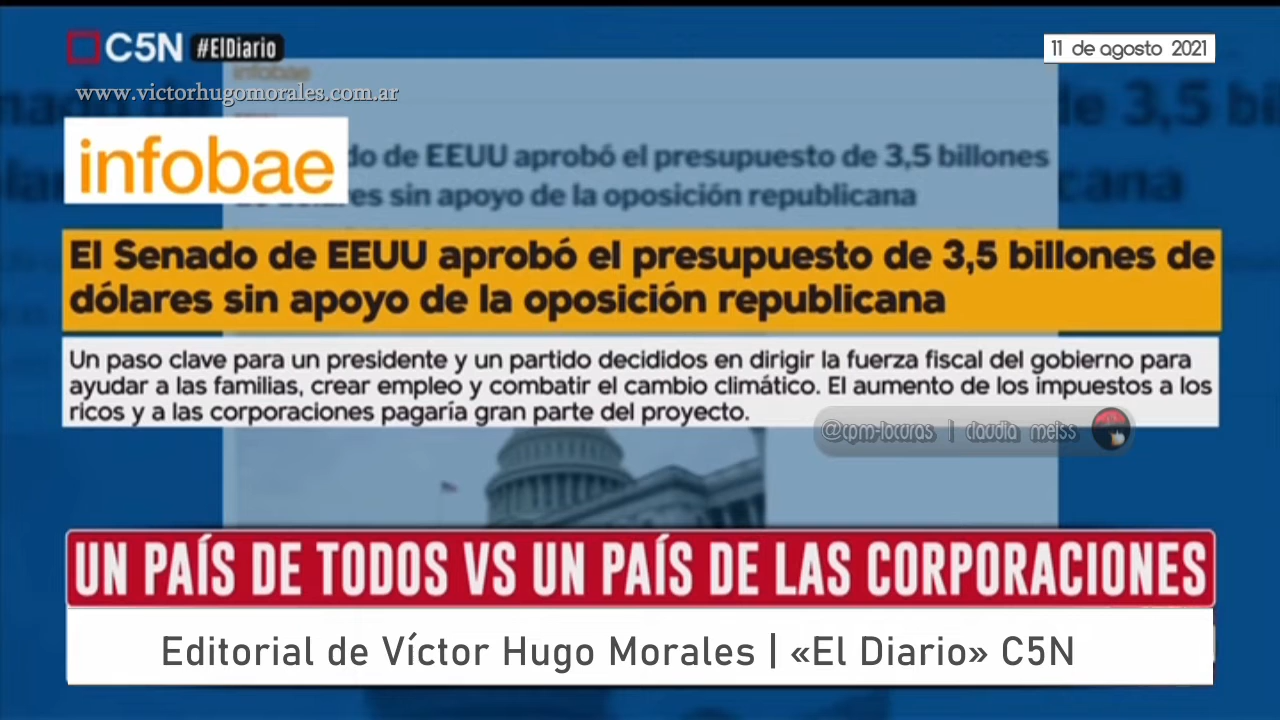 C5N #ElDiario
11 de agosto 2021
www.victorhugomorales.com.ar
infobae
infobae
do de EEUU aprobó el presupuesto de 3,5 billones
es sin apoyo de la oposición republicana
de 3,5 bi
cana
El Senado de EEUU aprobó el presupuesto de 3,5 billones de
dólares sin apoyo de la oposición republicana
Un paso clave para un presidente y un partido decididos en dirigir la fuerza fiscal del gobierno para
ayudar a las familias, crear empleo y combatir el cambio climático. El aumento de los impuestos a los
ricos y a las corporaciones pagaría gran parte del proyecto.
@cpm-locuras | claudia meiss
UN PAÍS DE TODOS VS UN PAÍS DE LAS CORPORACIONES
Editorial de Víctor Hugo Morales | «El Diario» C5N